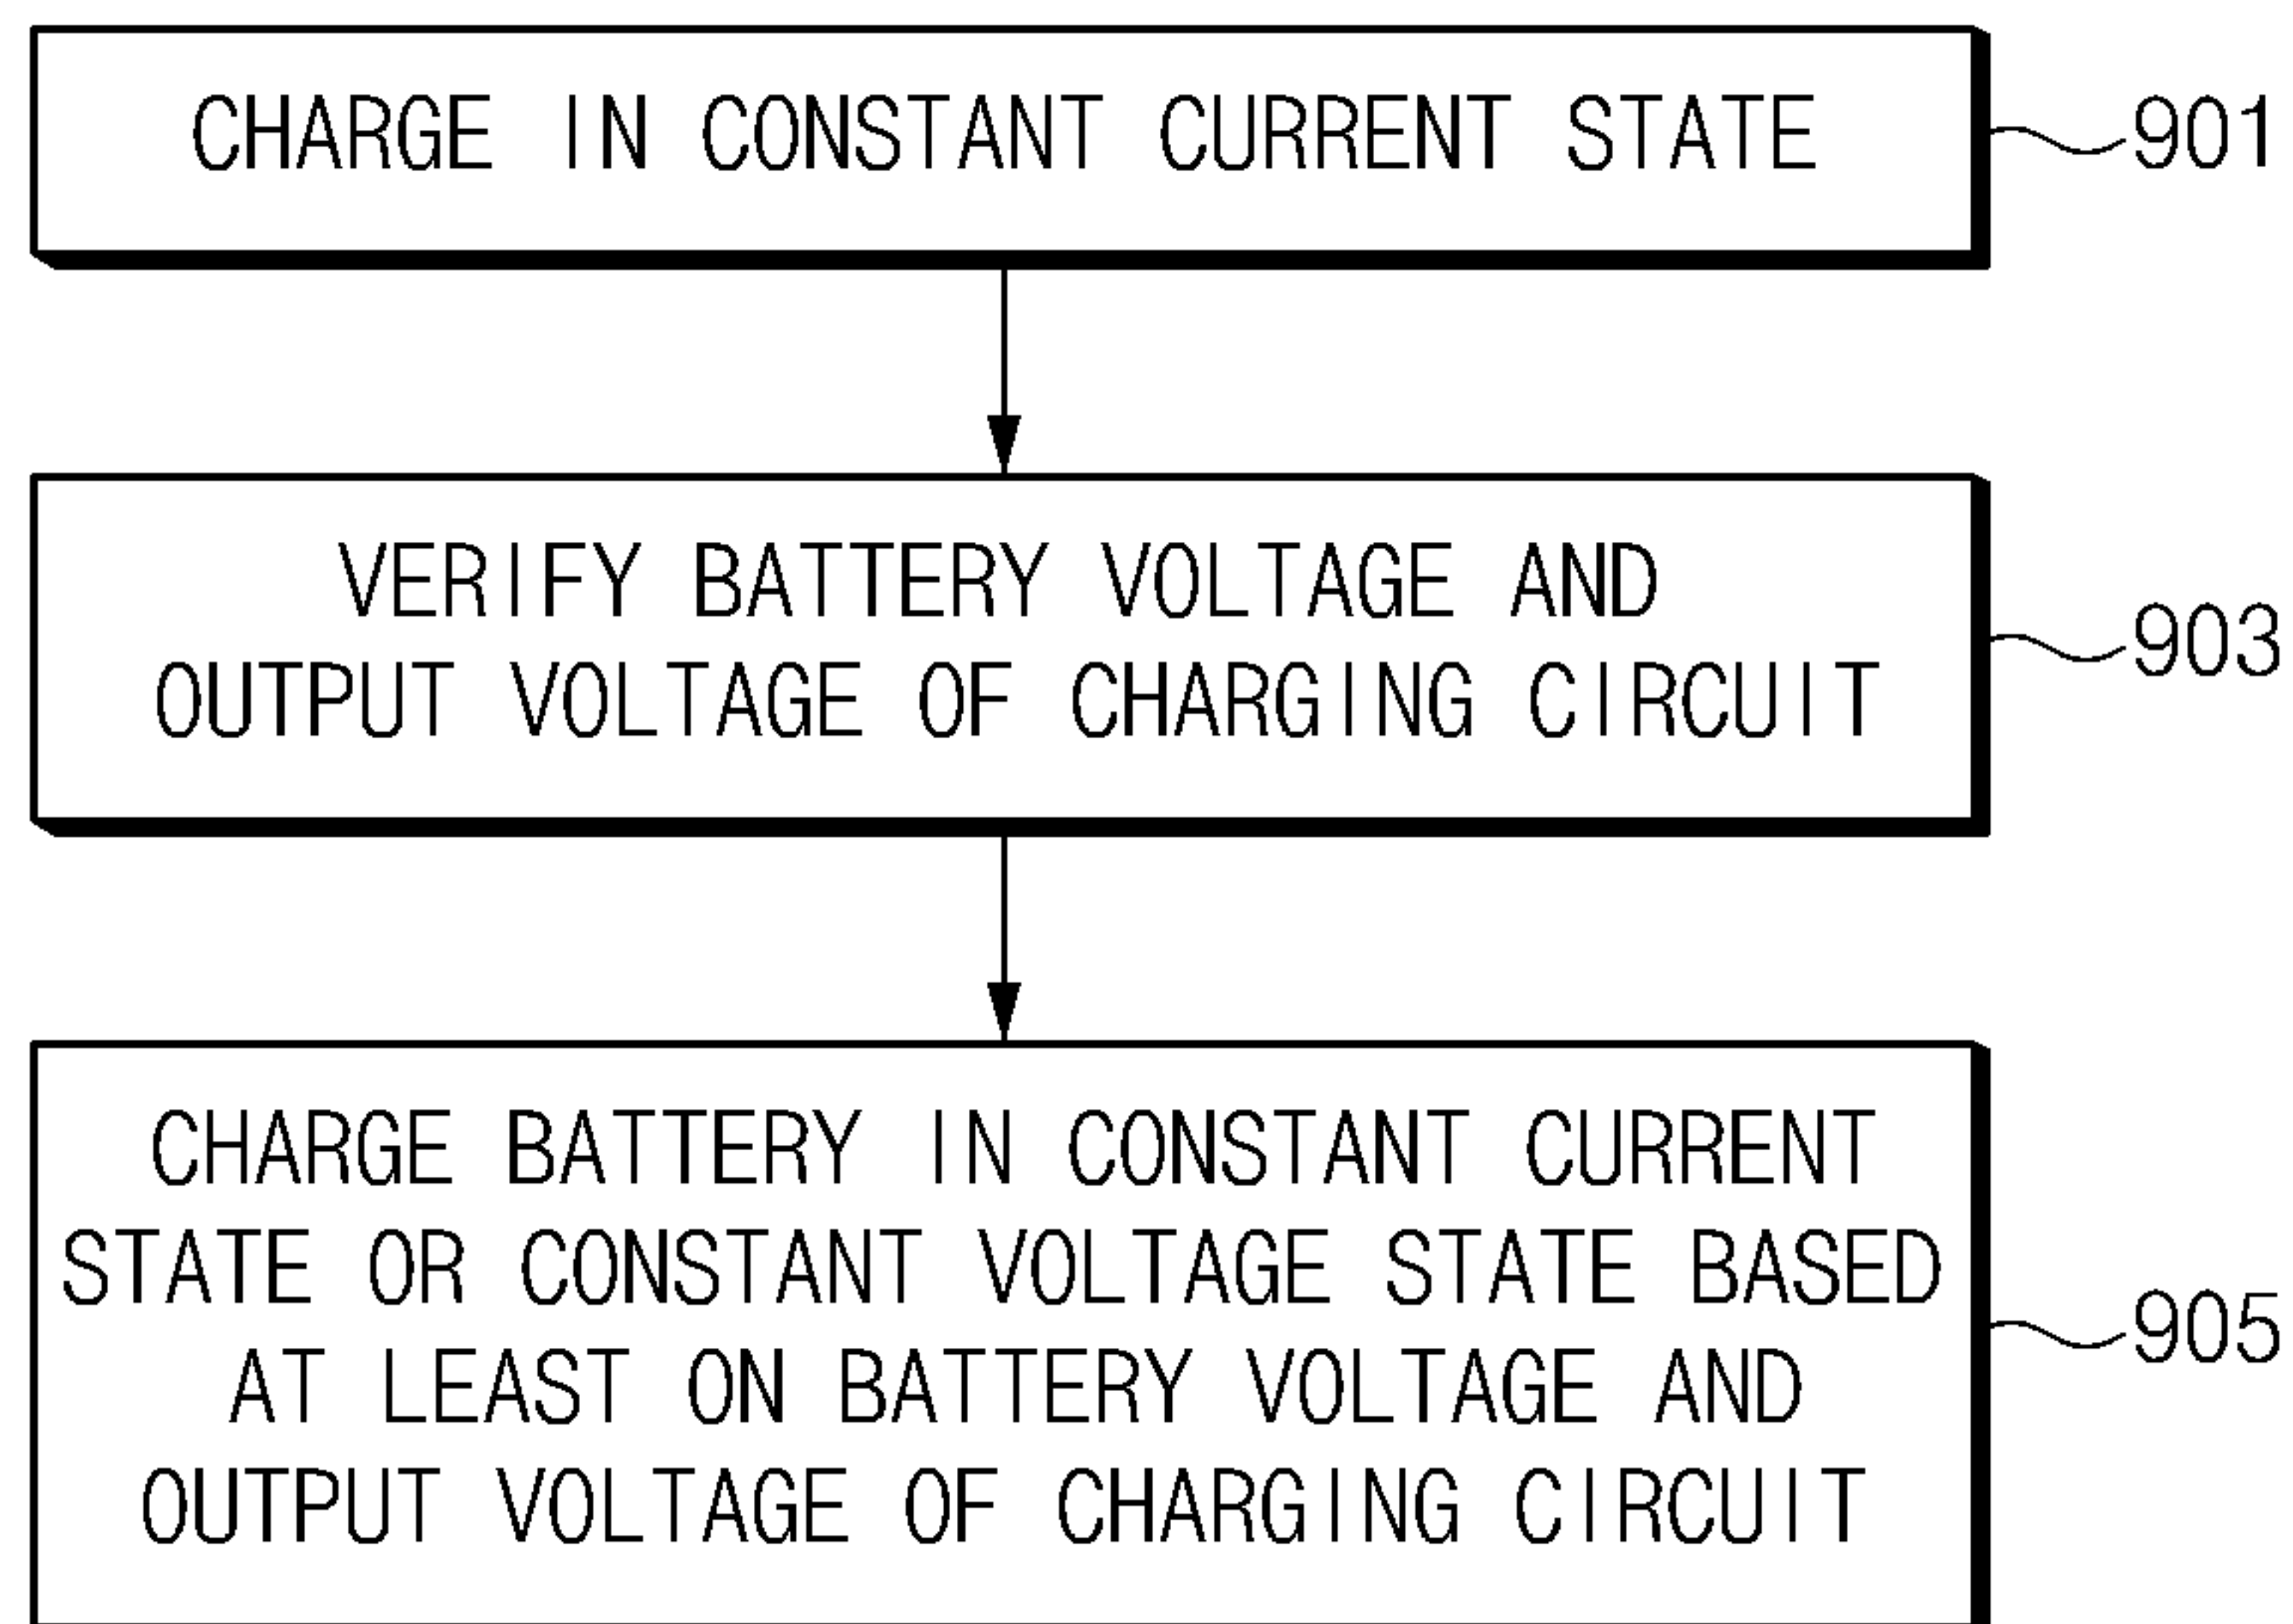 CHARGE IN CONSTANT CURRENT STATE
901
VERIFY BATTERY VOLTAGE AND
OUTPUT VOLTAGE OF CHARGING CIRCUIT
903
CHARGE BATTERY IN CONSTANT CURRENT
STATE OR CONSTANT VOLTAGE STATE BASED
AT LEAST ON BATTERY VOLTAGE AND
OUTPUT VOLTAGE OF CHARGING CIRCUIT
905